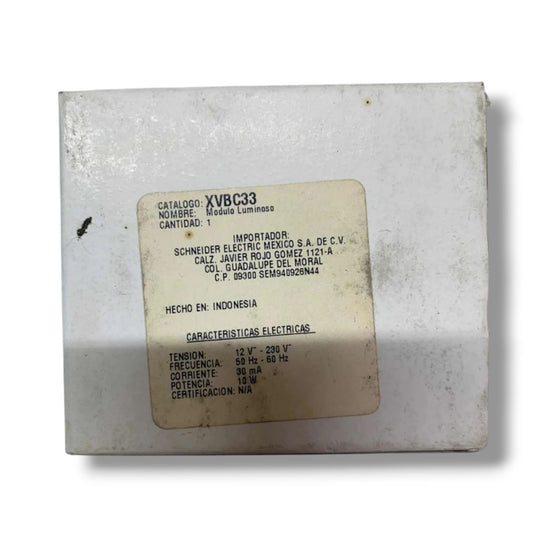 CATALOGO: XVBC33
NOMBRE: Modulo Luminoso
CANTIDAD: 1
IMPORTADOR:
SCHNEIDER ELECTRIC MEXICO S.A. DE C.V.
CALZ. JAVIER ROJO GOMEZ 1121-A
COL. GUADALUPE DEL MORAL
C.P. 09300 SEM940926N44
HECHO EN: INDONESIA
CARACTERISTICAS ELECTRICAS
TENSION: 12 V~ - 230 V~
FRECUENCIA: 50 Hz - 60 Hz
CORRIENTE: 30 mA
POTENCIA: 10 W
CERTIFICACION: N/A